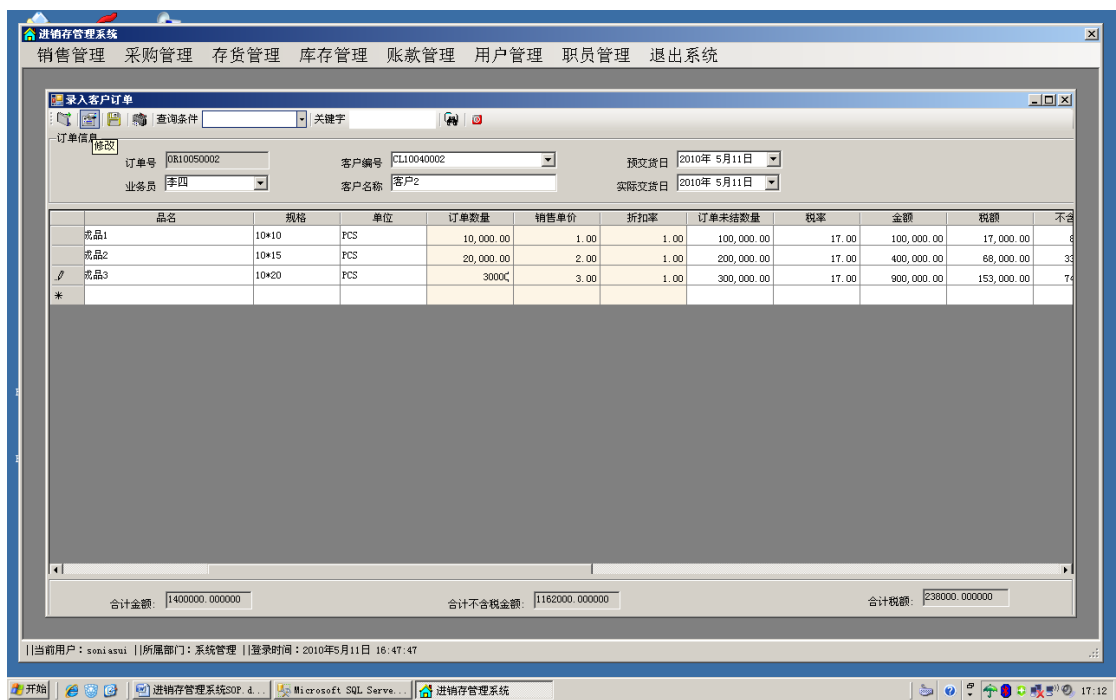 进销存管理系统
销售管理 采购管理 存货管理 库存管理 账款管理 用户管理 职员管理 退出系统
录入客户订单
查询条件 关键字
订单信息
修改
订单号 OR10050002 客户编号 CL10040002 预交货日 2010年 5月11日
业务员 李四 客户名称 客户2 实际交货日 2010年 5月11日
品名 规格 单位 订单数量 销售单价 折扣率 订单未结数量 税率 金额 税额 不含
成品1 10*10 PCS 10,000.00 1.00 1.00 100,000.00 17.00 100,000.00 17,000.00 8
成品2 10*15 PCS 20,000.00 2.00 1.00 200,000.00 17.00 400,000.00 68,000.00 33
成品3 10*20 PCS 3000 3.00 1.00 300,000.00 17.00 900,000.00 153,000.00 74
合计金额: 1400000.000000 合计不含税金额: 1162000.000000 合计税额: 238000.000000
||当前用户：soniasui ||所属部门：系统管理 ||登录时间：2010年5月11日 16:47:47
开始 进销存管理系统SOP.d... Microsoft SQL Serve... 进销存管理系统 17:12